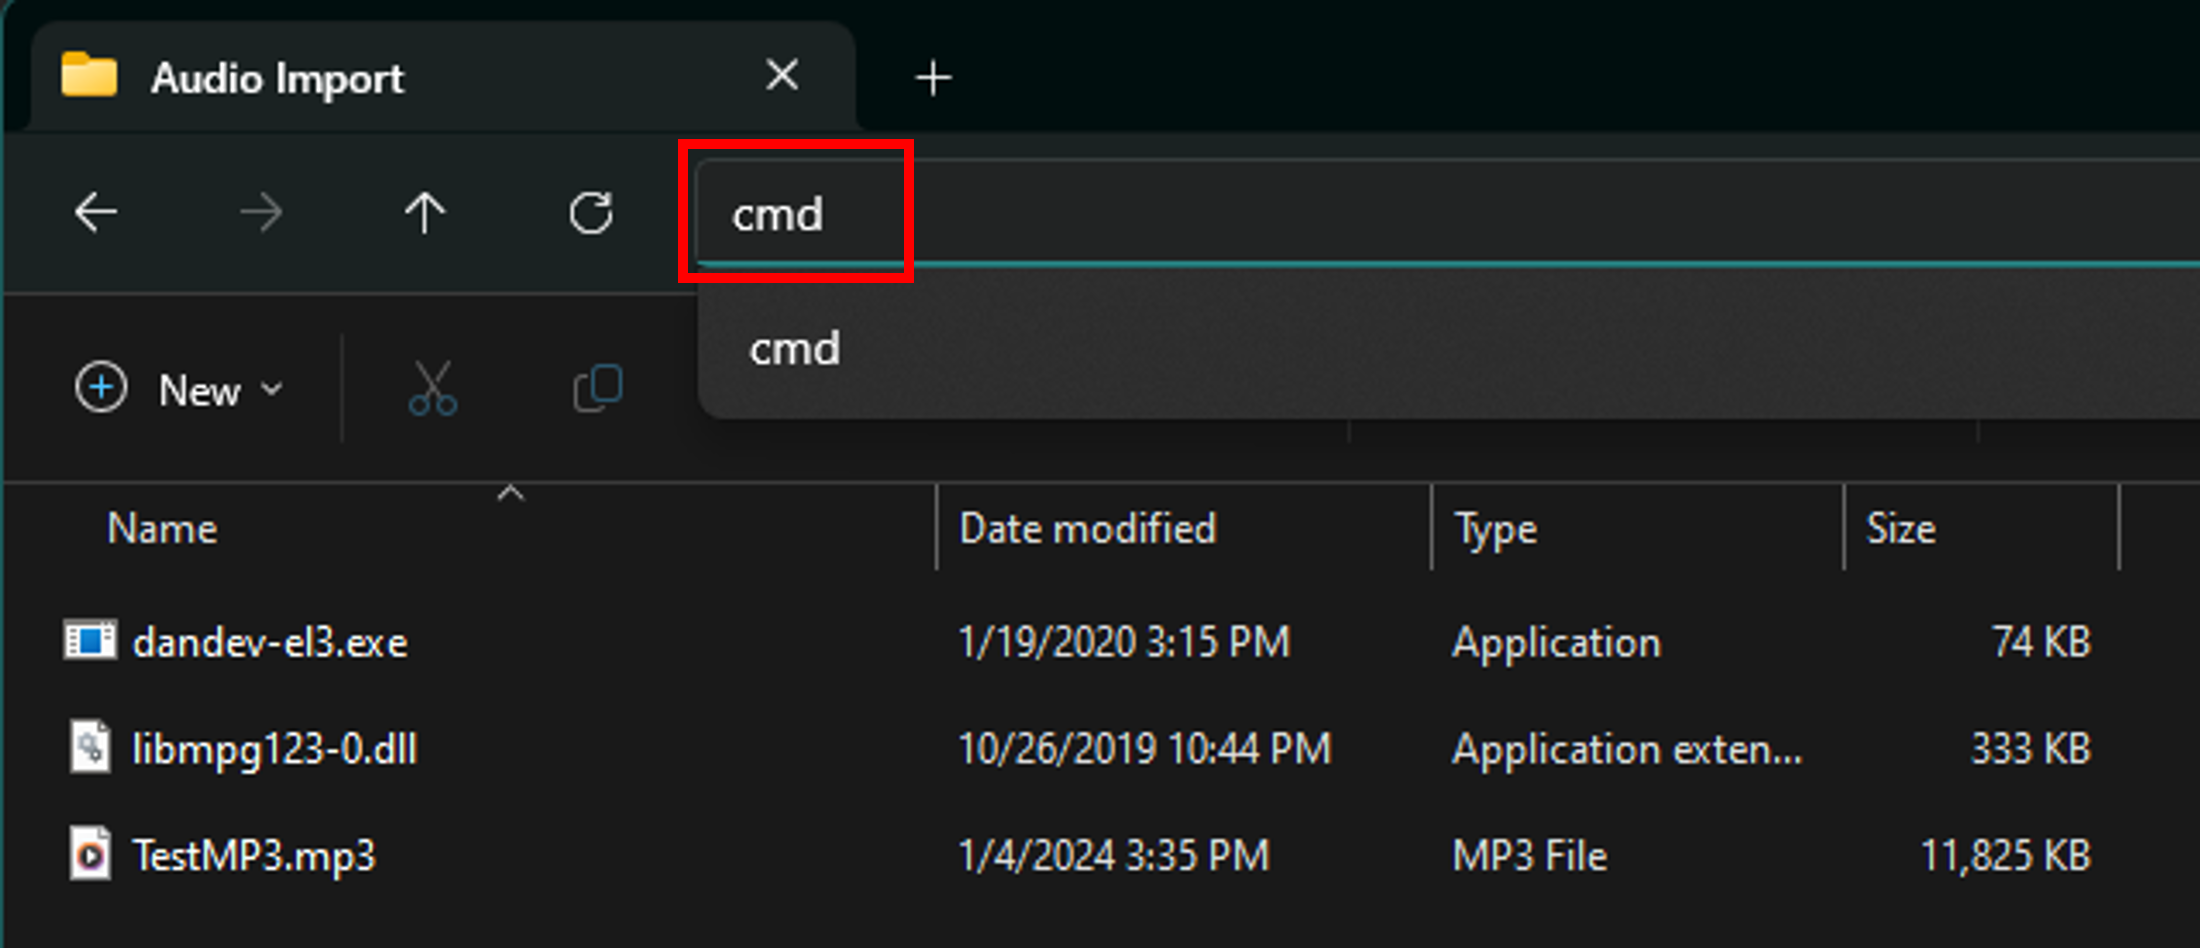 Audio Import
cmd
cmd
New
Name Date modified Type Size
dandev-el3.exe 1/19/2020 3:15 PM Application 74 KB
libmpg123-0.dll 10/26/2019 10:44 PM Application exten... 333 KB
TestMP3.mp3 1/4/2024 3:35 PM MP3 File 11,825 KB